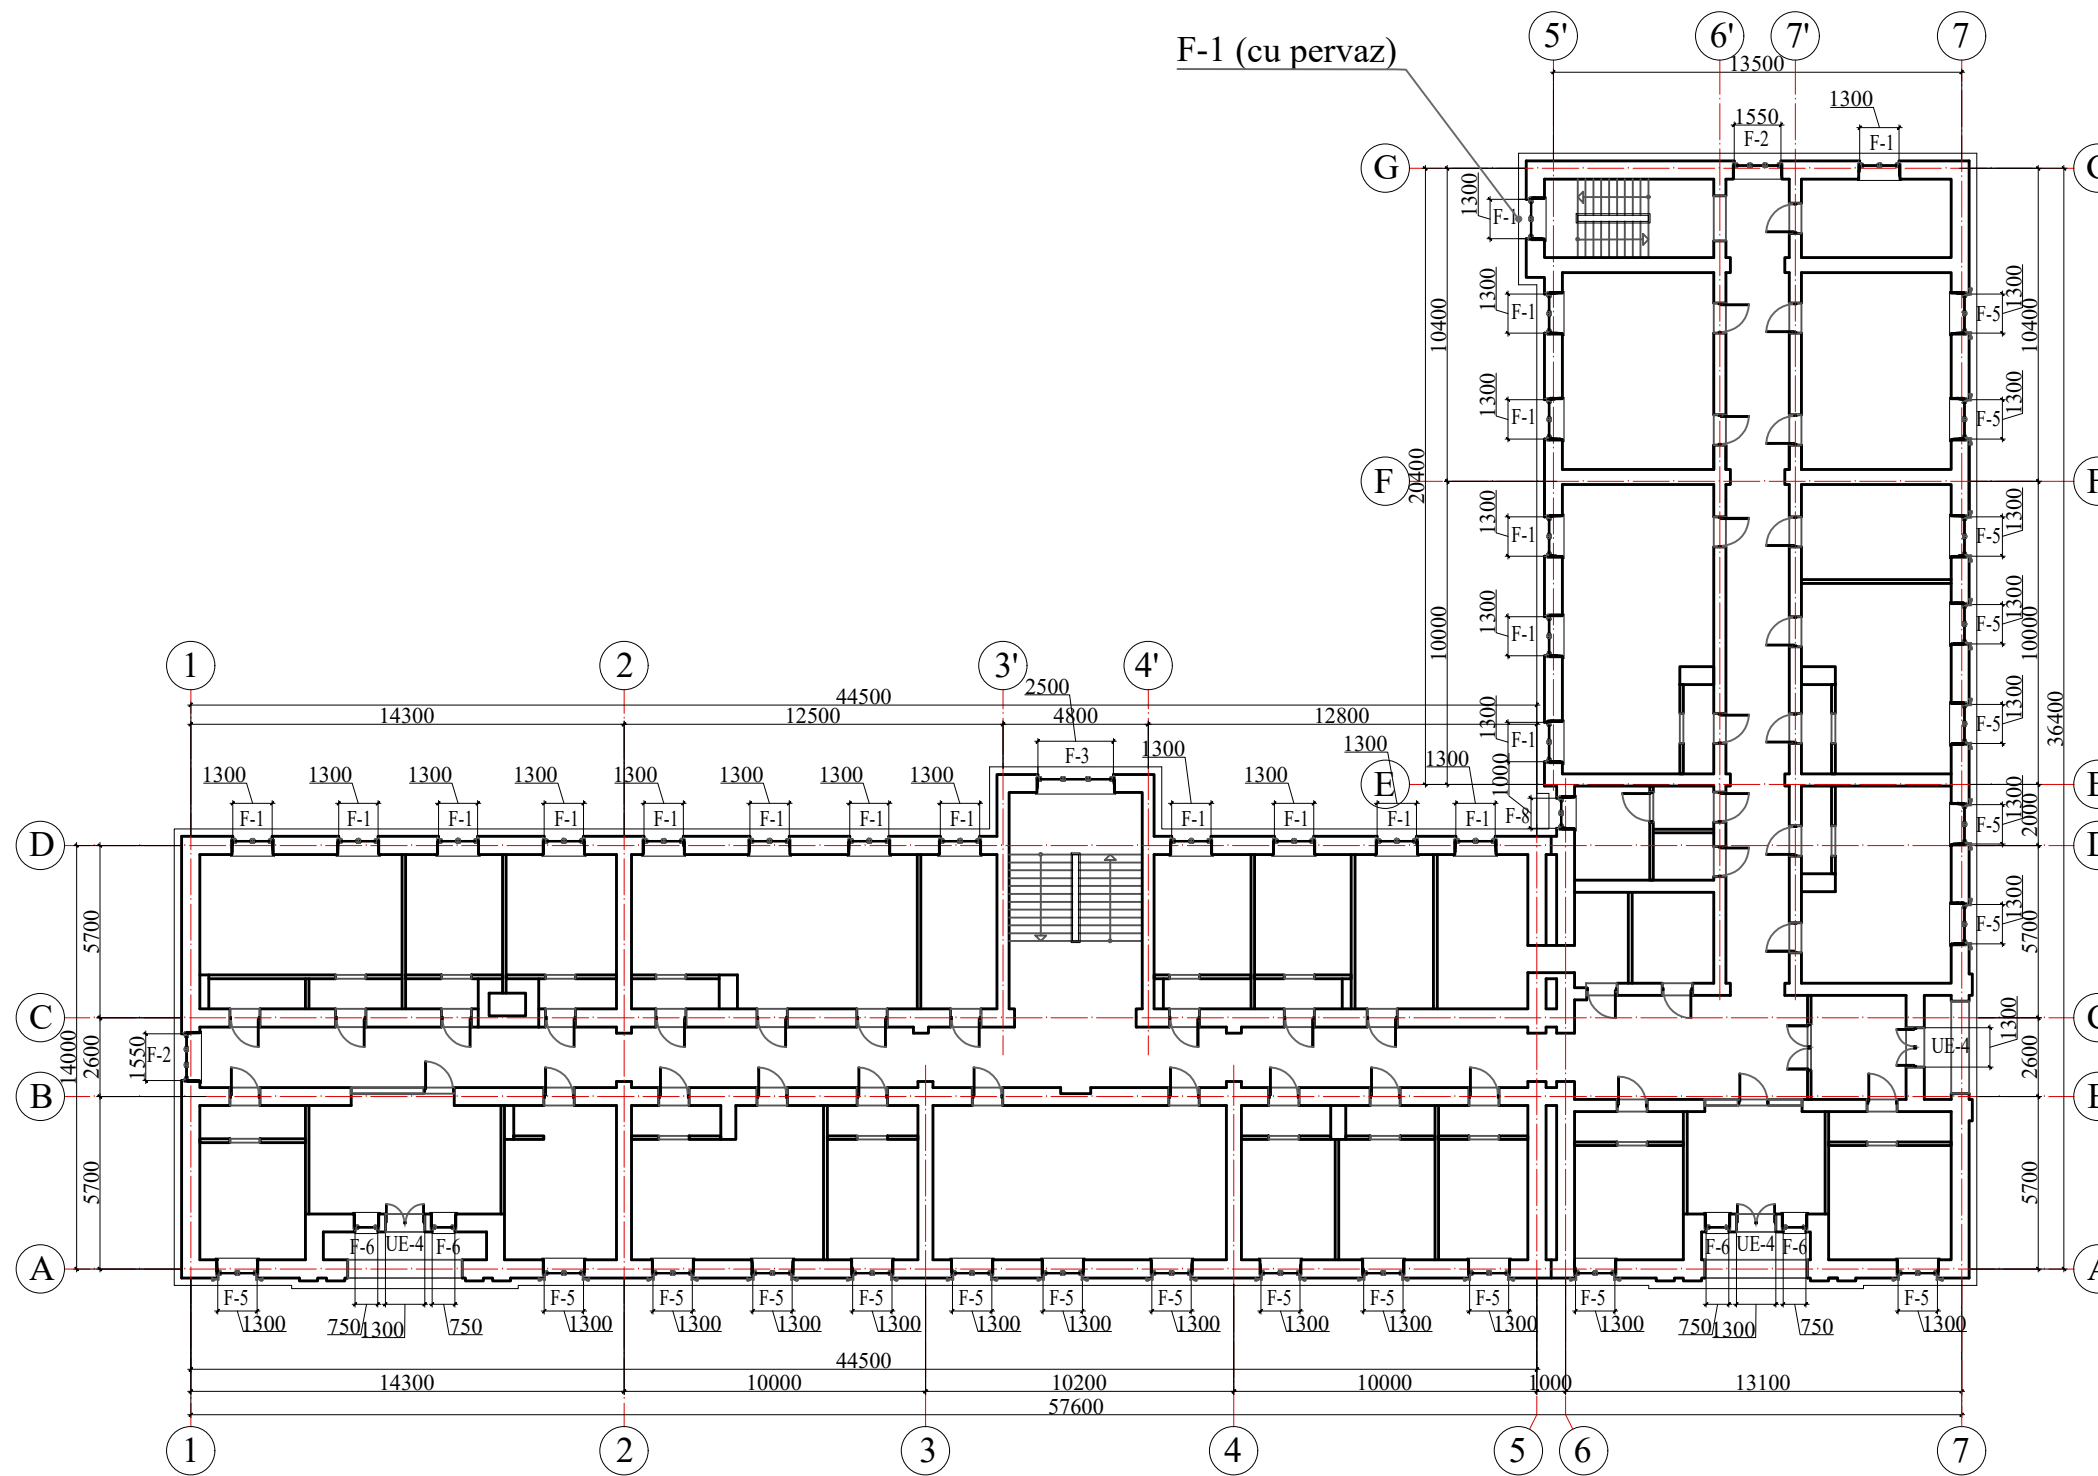 F-1 (cu pervaz)
5'
6'
7'
7
13500
1300
1550
F-2
F-1
G
1300
F-1
1300
F-1
1300
F-5
10400
10400
1300
F-1
1300
F-5
F
20400
1300
F-1
1300
F-5
1300
F-1
1300
F-5
10000
10000
36400
1300
F-1
1300
F-5
E
1000
F-8
1300
F-5
2000
1300
F-5
5700
1
2
3'
4'
44500
2500
14300
12500
4800
12800
F-3
1300
1300
1300
1300
1300
1300
1300
1300
1300
1300
1300
1300
F-1
F-1
F-1
F-1
F-1
F-1
F-1
F-1
F-1
F-1
F-1
F-1
D
5700
C
14000
2600
1550
F-2
UE-4
1300
2600
B
5700
5700
F-6
UE-4
F-6
F-6
UE-4
F-6
A
F-5
F-5
F-5
F-5
F-5
F-5
F-5
F-5
F-5
F-5
F-5
F-5
F-5
1300
750
1300
750
1300
1300
1300
1300
1300
1300
1300
1300
1300
1300
1300
750
1300
750
1300
44500
14300
10000
10200
10000
1000
13100
57600
1
2
3
4
5
6
7